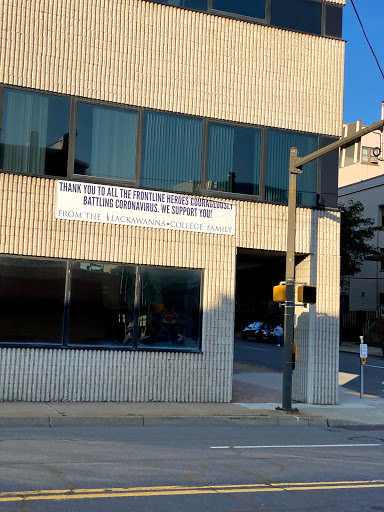 THANK YOU TO ALL THE FRONTLINE HEROES COURAGEOUSLY
BATTLING CORONAVIRUS. WE SUPPORT YOU!
FROM THE LACKAWANNA COLLEGE FAMILY